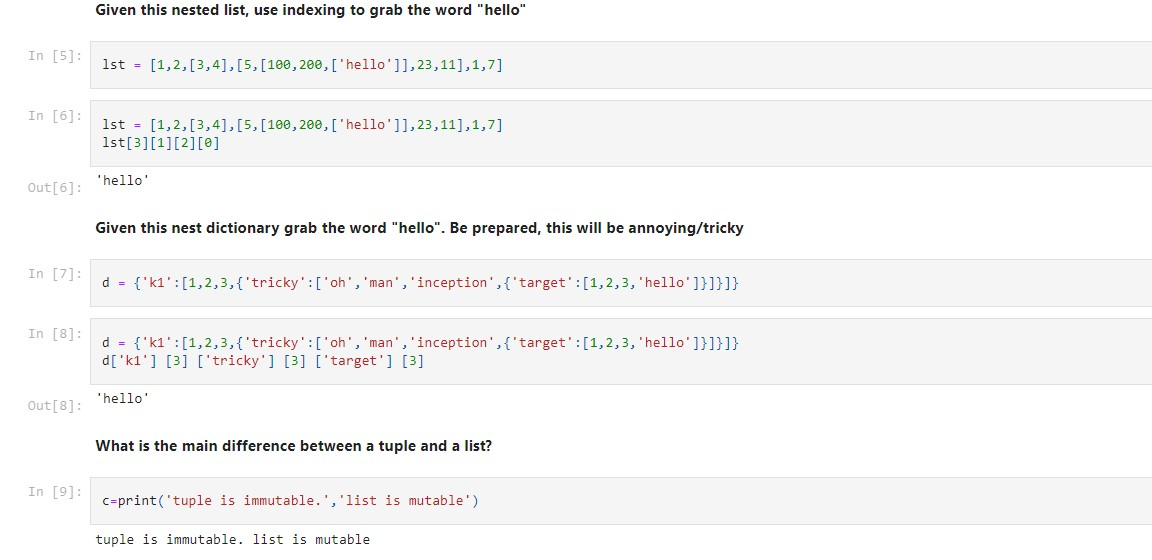 Given this nested list, use indexing to grab the word "hello"
In [5]:
lst = [1,2,[3,4],[5,[100,200,['hello']],23,11],1,7]
In [6]:
lst = [1,2,[3,4],[5,[100,200,['hello']],23,11],1,7]
lst[3][1][2][0]
Out[6]:
'hello'
Given this nest dictionary grab the word "hello". Be prepared, this will be annoying/tricky
In [7]:
d = {'k1':[1,2,3,{'tricky':['oh','man','inception',{'target':[1,2,3,'hello']}]}]}
In [8]:
d = {'k1':[1,2,3,{'tricky':['oh','man','inception',{'target':[1,2,3,'hello']}]}]}
d['k1'] [3] ['tricky'] [3] ['target'] [3]
Out[8]:
'hello'
What is the main difference between a tuple and a list?
In [9]:
c=print('tuple is immutable.','list is mutable')
tuple is immutable. list is mutable